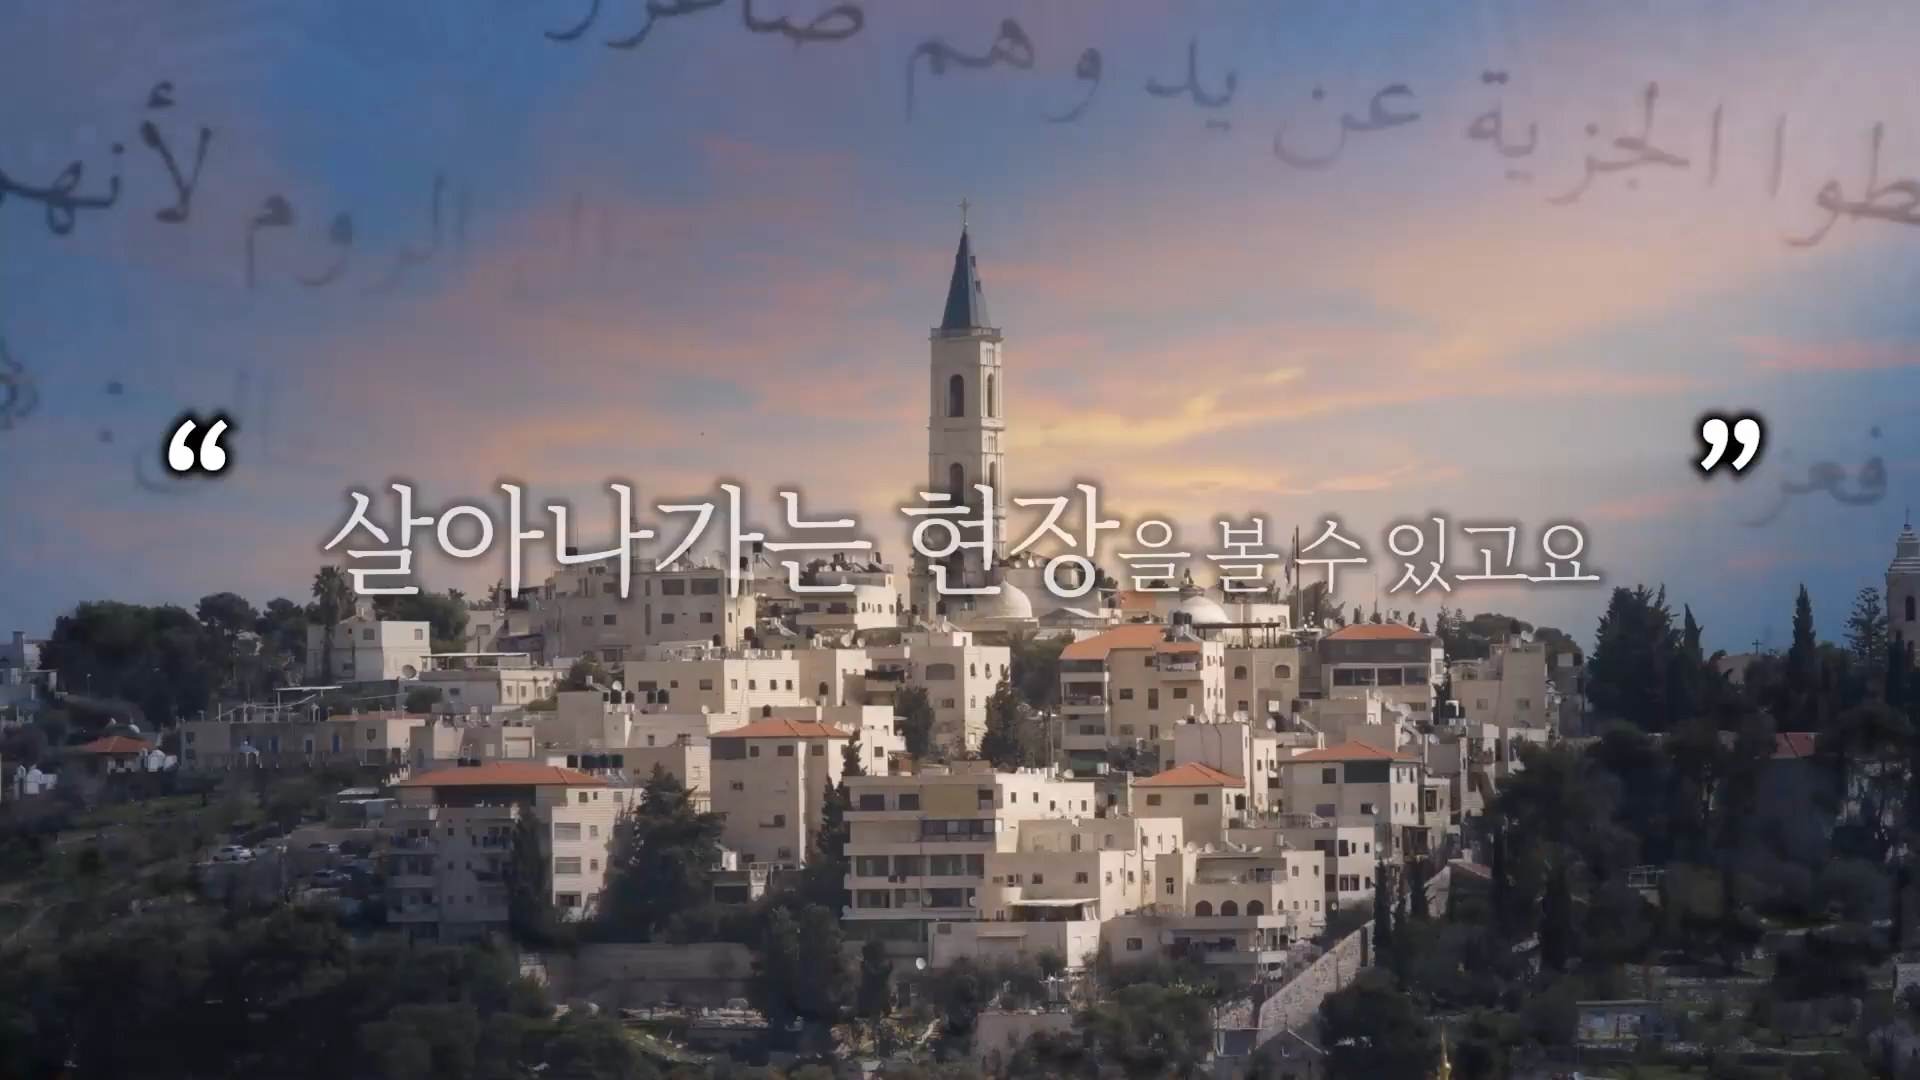 صاغرون
يعطوا الجزية عن يد وهم
لأنهم
الروم
“ 살아나가는 현장을 볼 수 있고요 ”